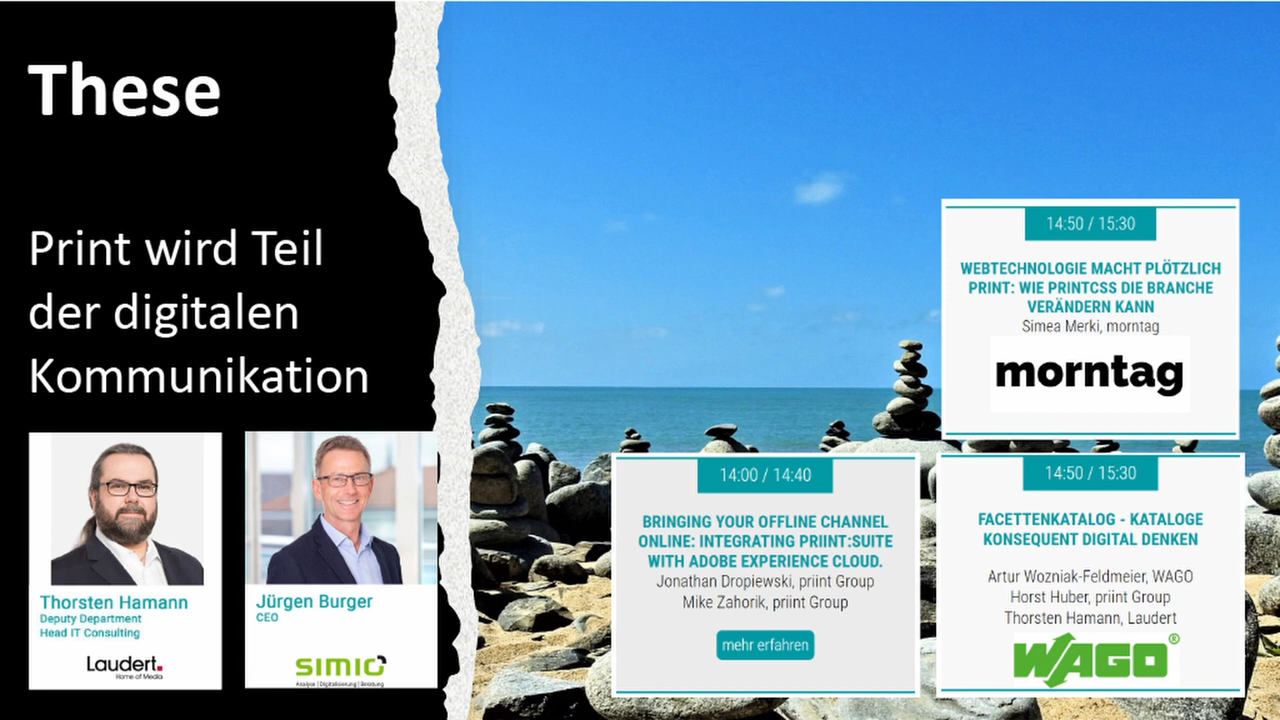 These
Print wird Teil
der digitalen
Kommunikation
Thorsten Hamann
Deputy Department
Head IT Consulting
Laudert.
Home of Media
Jürgen Burger
CEO
SIMIO
Analyse | Digitalisierung | Beratung
14:00 / 14:40
BRINGING YOUR OFFLINE CHANNEL
ONLINE: INTEGRATING PRIINT:SUITE
WITH ADOBE EXPERIENCE CLOUD.
Jonathan Dropiewski, priint Group
Mike Zahorik, priint Group
mehr erfahren
14:50 / 15:30
WEBTECHNOLOGIE MACHT PLÖTZLICH
PRINT: WIE PRINTCSS DIE BRANCHE
VERÄNDERN KANN
Simea Merki, morntag
morntag
14:50 / 15:30
FACETTENKATALOG - KATALOGE
KONSEQUENT DIGITAL DENKEN
Artur Wozniak-Feldmeier, WAGO
Horst Huber, priint Group
Thorsten Hamann, Laudert
WAGO®